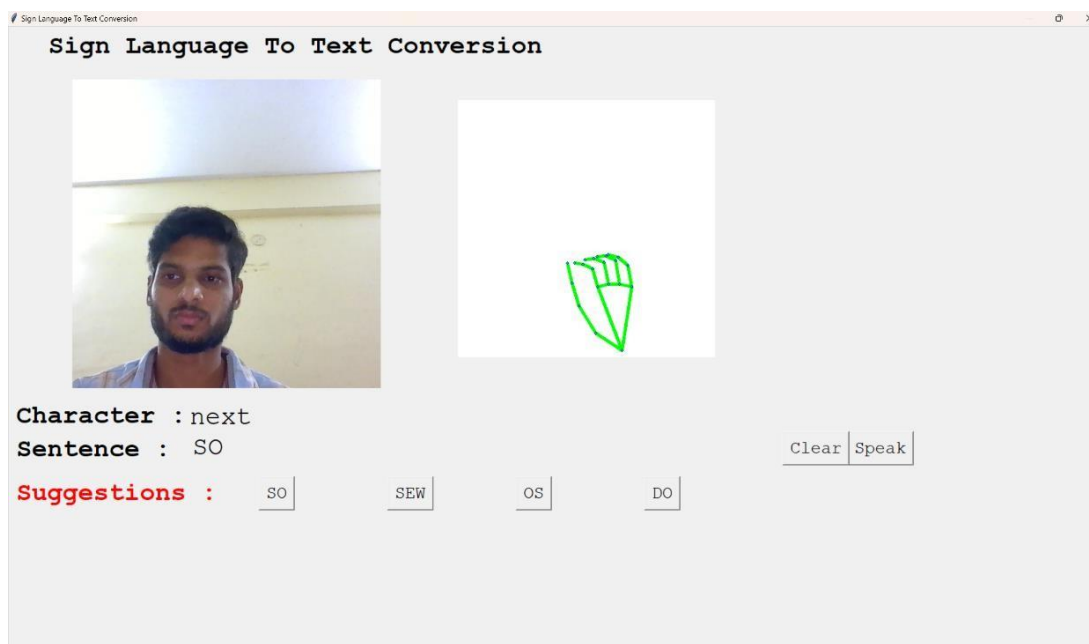 Sign Language To Text Conversion
Sign Language To Text Conversion
Character : next
Sentence : SO
Clear Speak
Suggestions : SO SEW OS DO